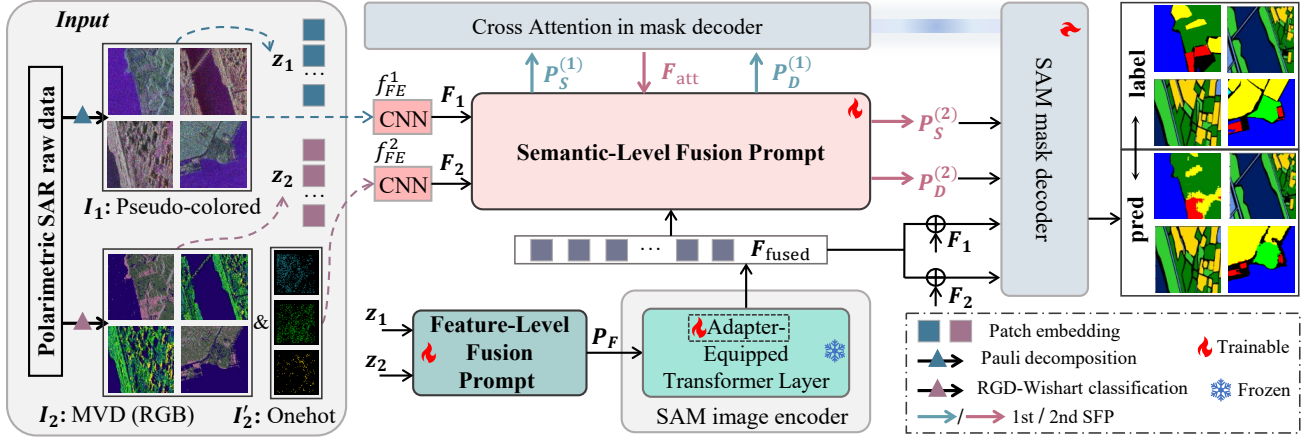 Input
Polarimetric SAR raw data
z₁
...
z₂
...
I₁: Pseudo-colored
&
I₂: MVD (RGB)
I₂′: Onehot
Cross Attention in mask decoder
P_S^(1)
F_att
P_D^(1)
f_FE^1
CNN
F₁
f_FE^2
CNN
F₂
Semantic-Level Fusion Prompt
P_S^(2)
P_D^(2)
...
F_fused
F₁
F₂
z₁
z₂
Feature-Level
Fusion
Prompt
P_F
Adapter-
Equipped
Transformer Layer
SAM image encoder
SAM mask decoder
label
pred
Patch embedding
Pauli decomposition
RGD-Wishart classification
/ 1st / 2nd SFP
Trainable
Frozen